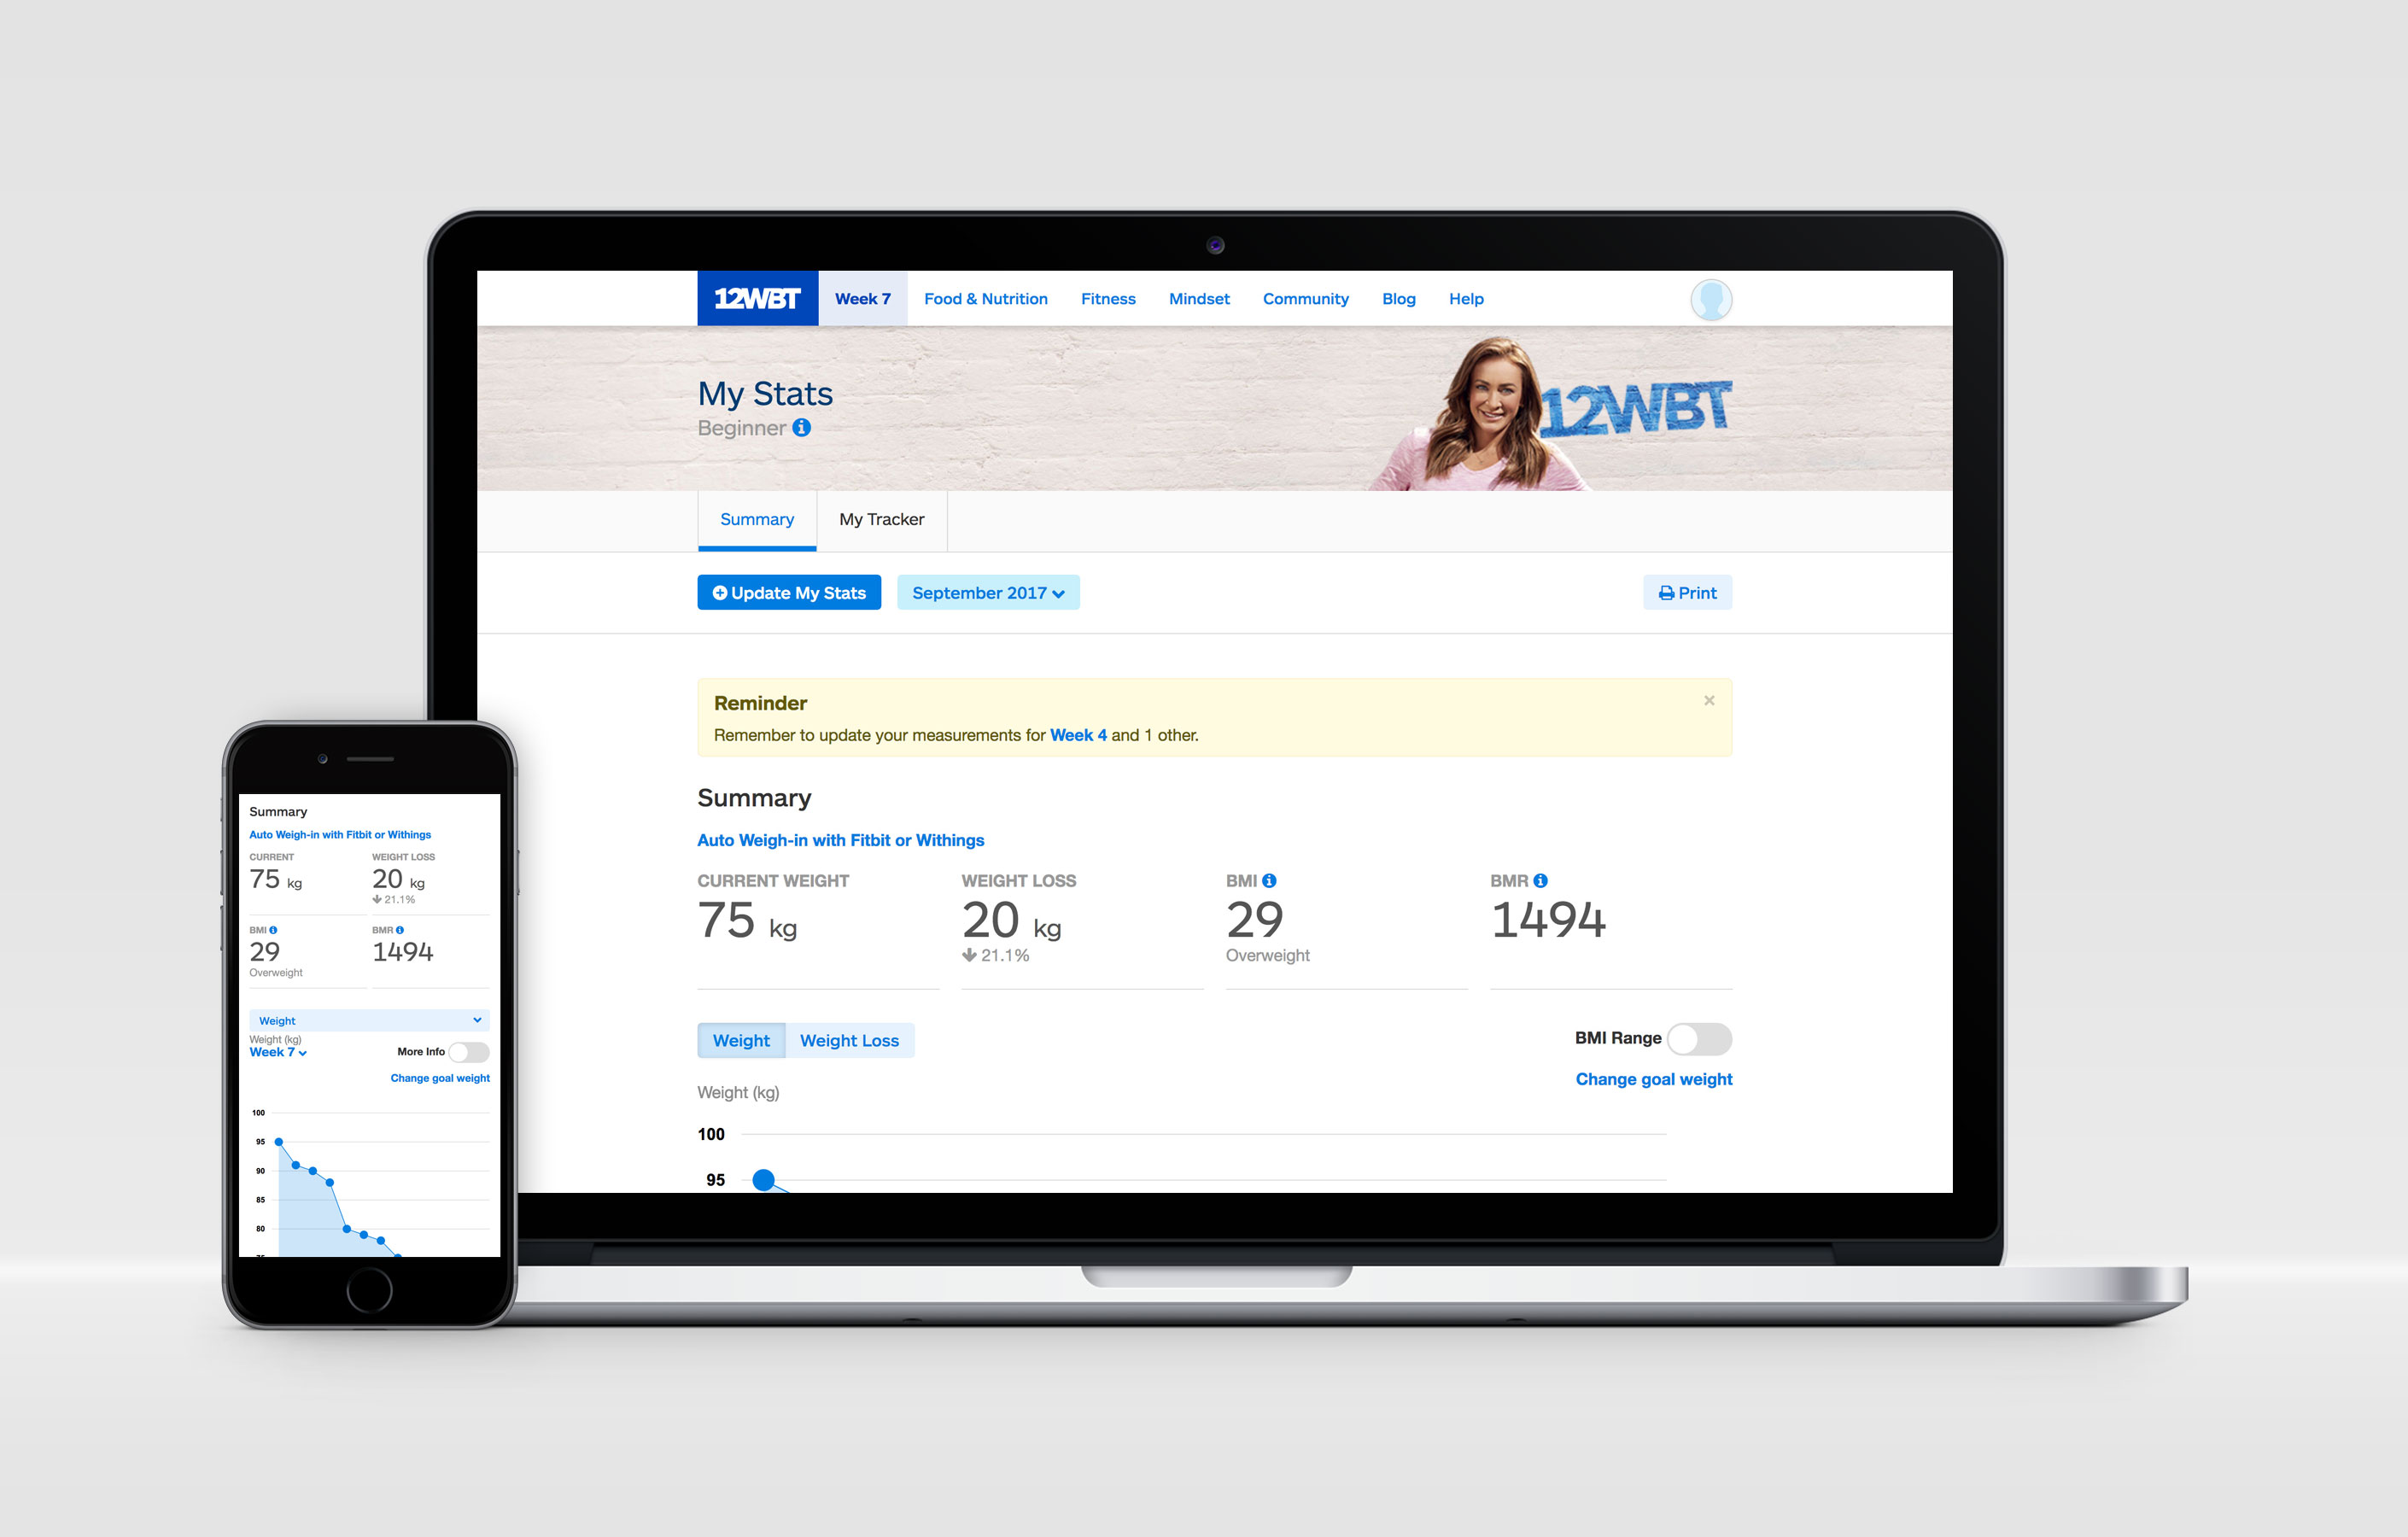 12WBT
Week 7
Food & Nutrition
Fitness
Mindset
Community
Blog
Help
My Stats
Beginner
12WBT
Summary
My Tracker
Update My Stats
September 2017
Print
Reminder
Remember to update your measurements for Week 4 and 1 other.
Summary
Auto Weigh-in with Fitbit or Withings
CURRENT WEIGHT
75 kg
WEIGHT LOSS
20 kg
21.1%
BMI
29
Overweight
BMR
1494
Weight
Weight Loss
BMI Range
Change goal weight
Weight (kg)
100
95
Summary
Auto Weigh-in with Fitbit or Withings
CURRENT
75 kg
WEIGHT LOSS
20 kg
21.1%
BMI
29
Overweight
BMR
1494
Weight
Weight (kg)
Week 7
More Info
Change goal weight
100
95
90
85
80